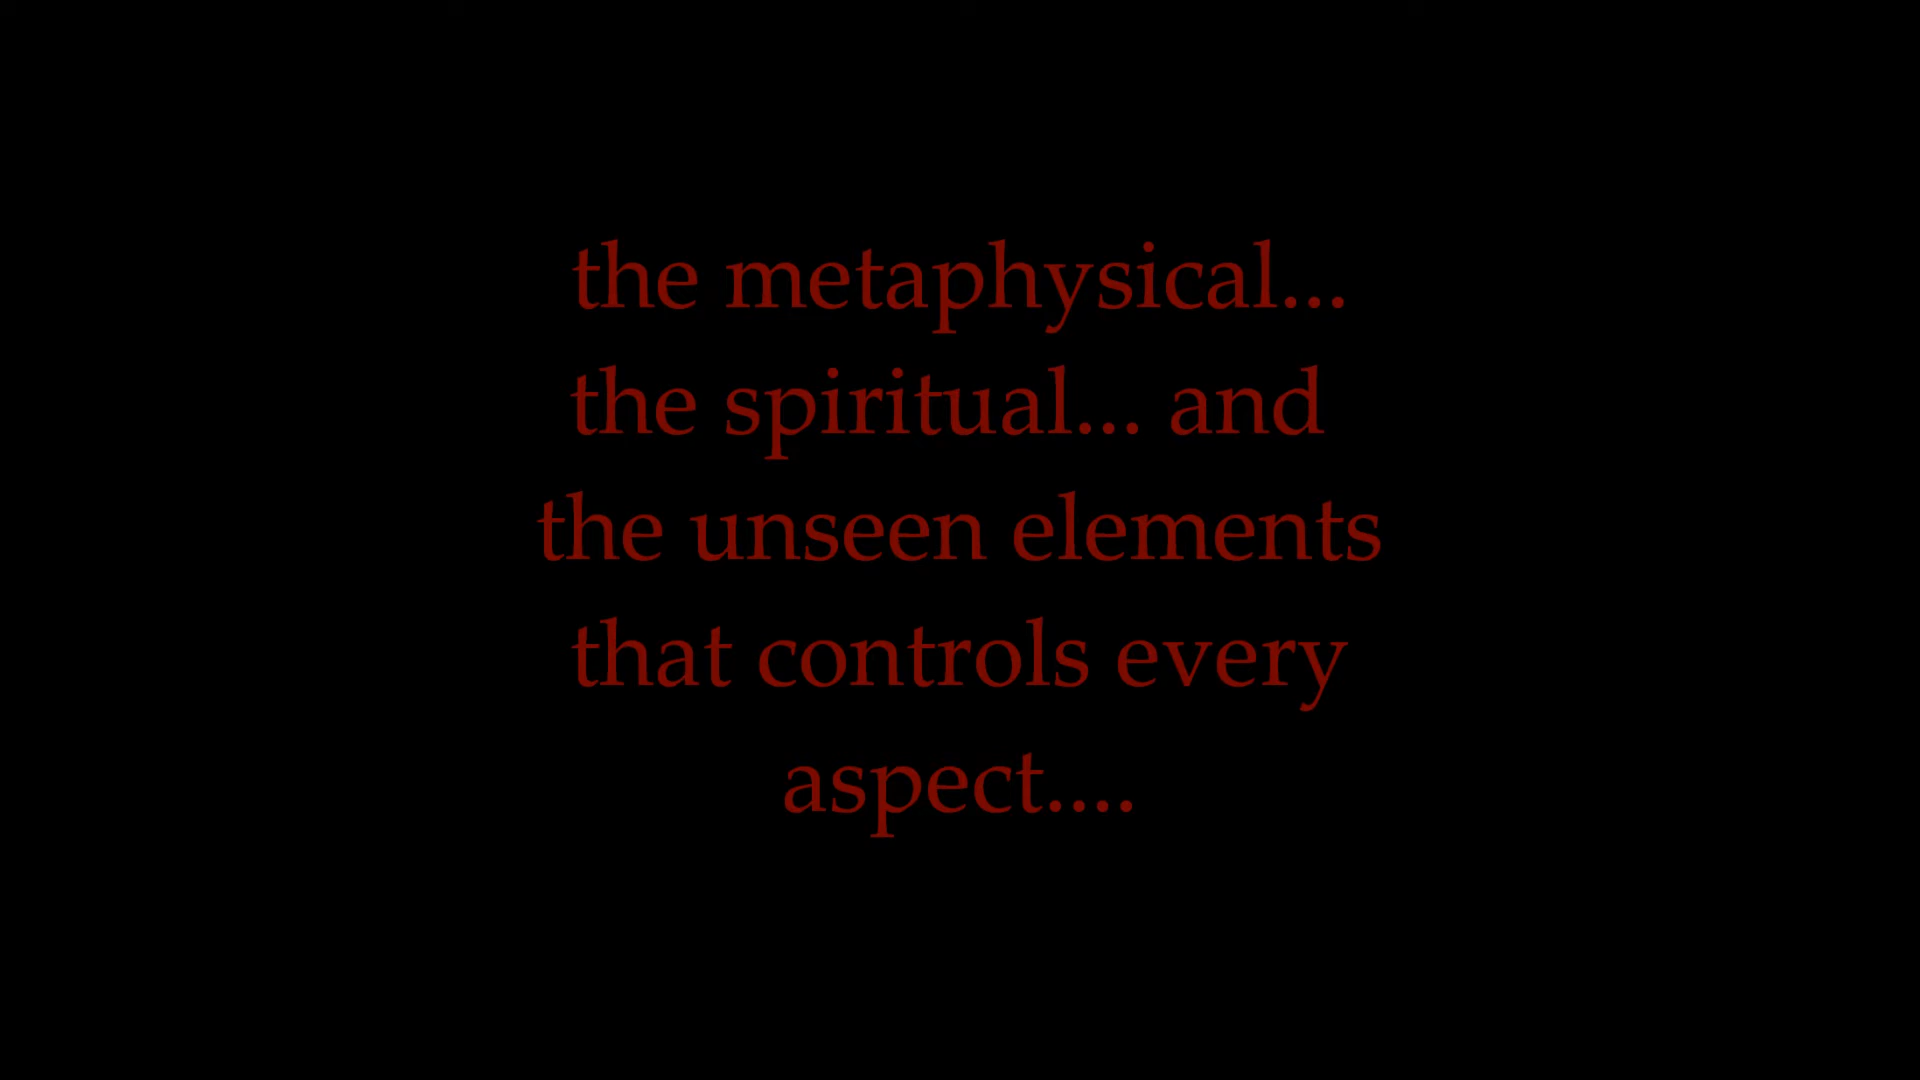 the metaphysical...
the spiritual... and
the unseen elements
that controls every
aspect....